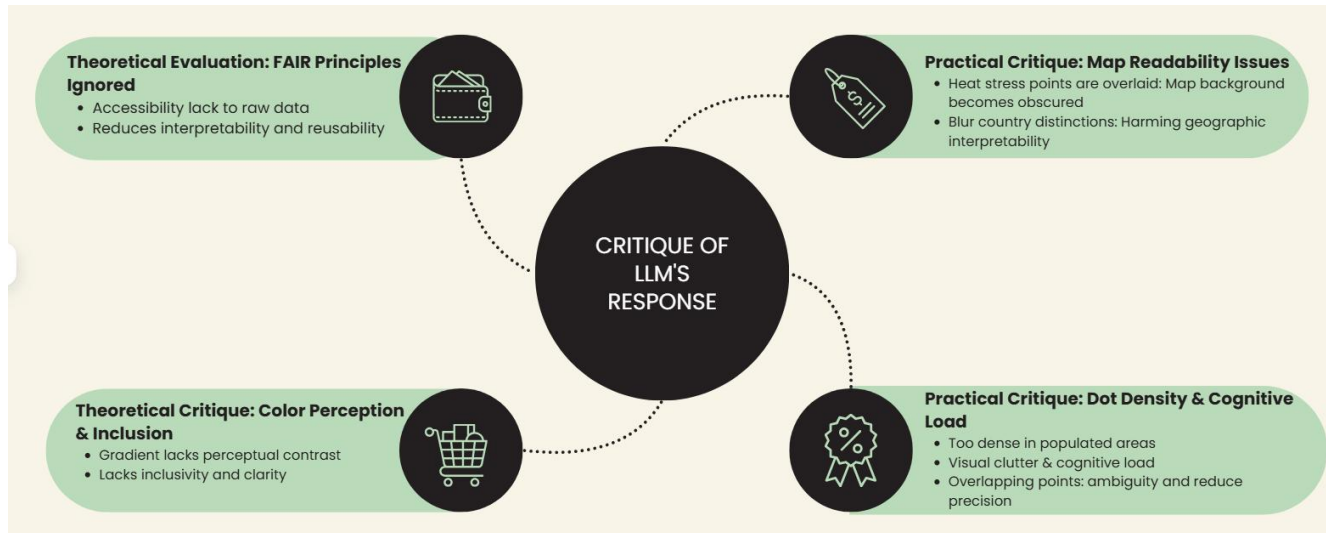 Theoretical Evaluation: FAIR Principles
Ignored
• Accessibility lack to raw data
• Reduces interpretability and reusability
Practical Critique: Map Readability Issues
• Heat stress points are overlaid: Map background
becomes obscured
• Blur country distinctions: Harming geographic
interpretability
$
CRITIQUE OF
LLM'S
RESPONSE
Theoretical Critique: Color Perception
& Inclusion
• Gradient lacks perceptual contrast
• Lacks inclusivity and clarity
%
Practical Critique: Dot Density & Cognitive
Load
• Too dense in populated areas
• Visual clutter & cognitive load
• Overlapping points: ambiguity and reduce
precision